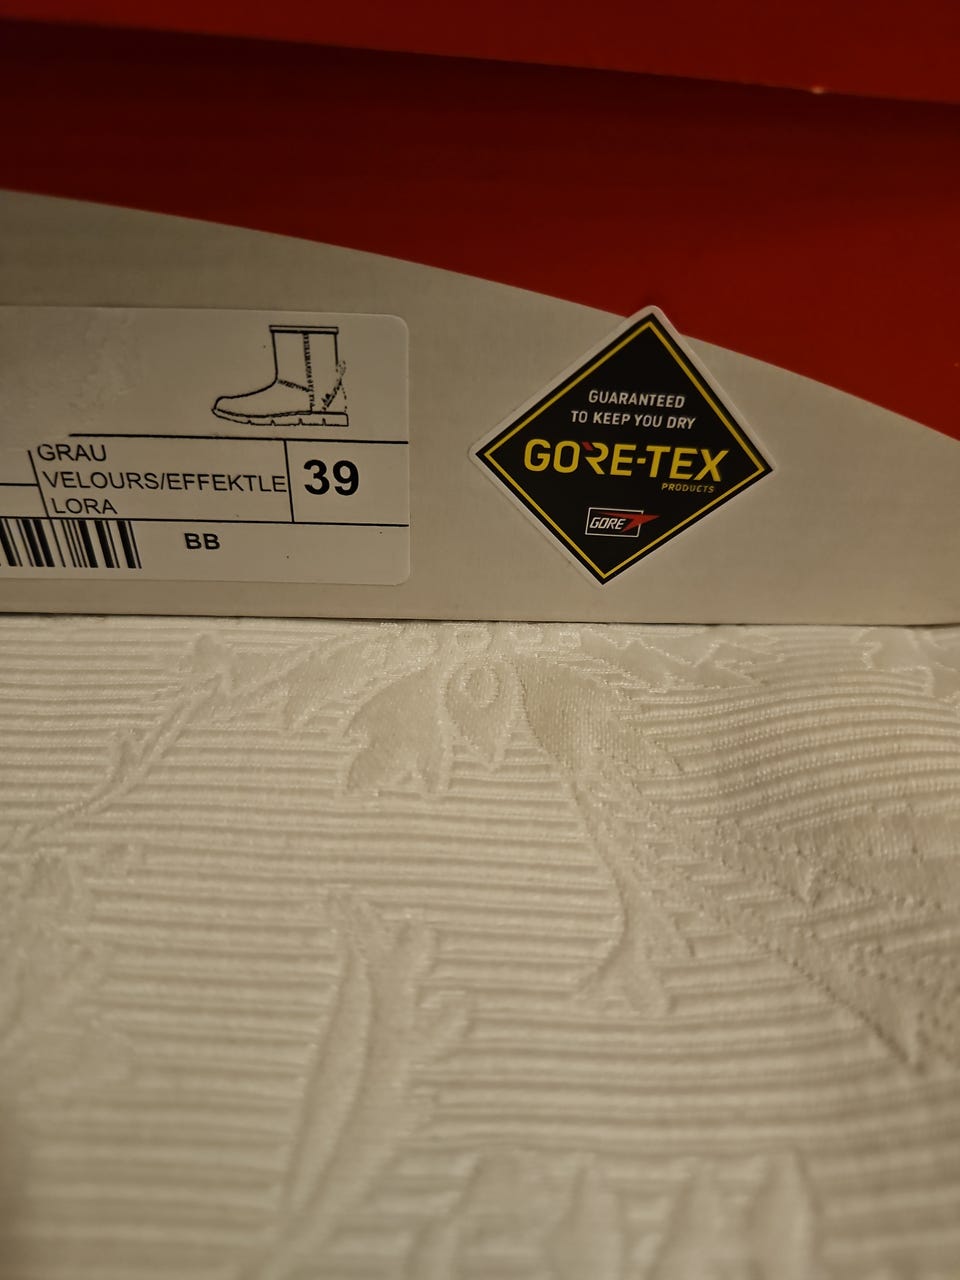 GRAU
VELOURS/EFFEKTLE
LORA
39
BB
GUARANTEED
TO KEEP YOU DRY
GORE-TEX
PRODUCTS
GORE